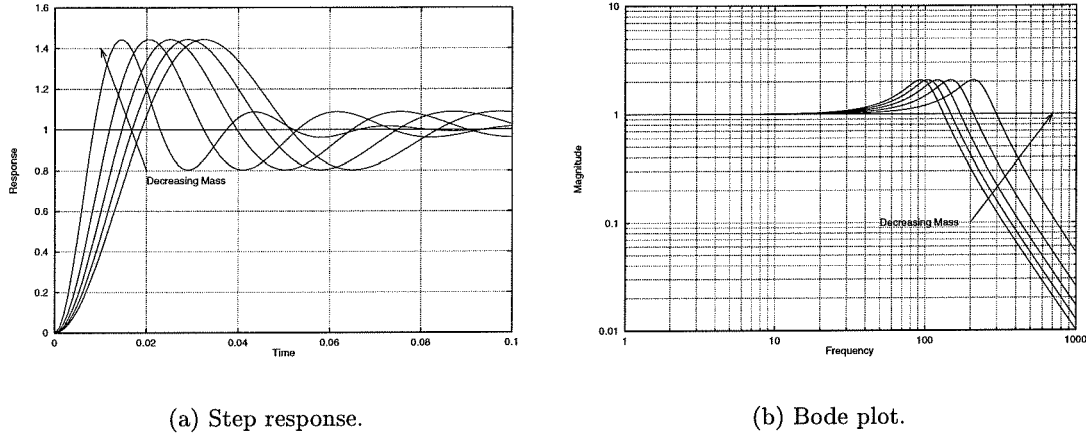 1.6
1.4
1.2
1
0.8
0.6
0.4
0.2
0
Response
Decreasing Mass
0 0.02 0.04 0.06 0.08 0.1
Time
(a) Step response.
10
1
0.1
0.01
Magnitude
Decreasing Mass
1 10 100 1000
Frequency
(b) Bode plot.